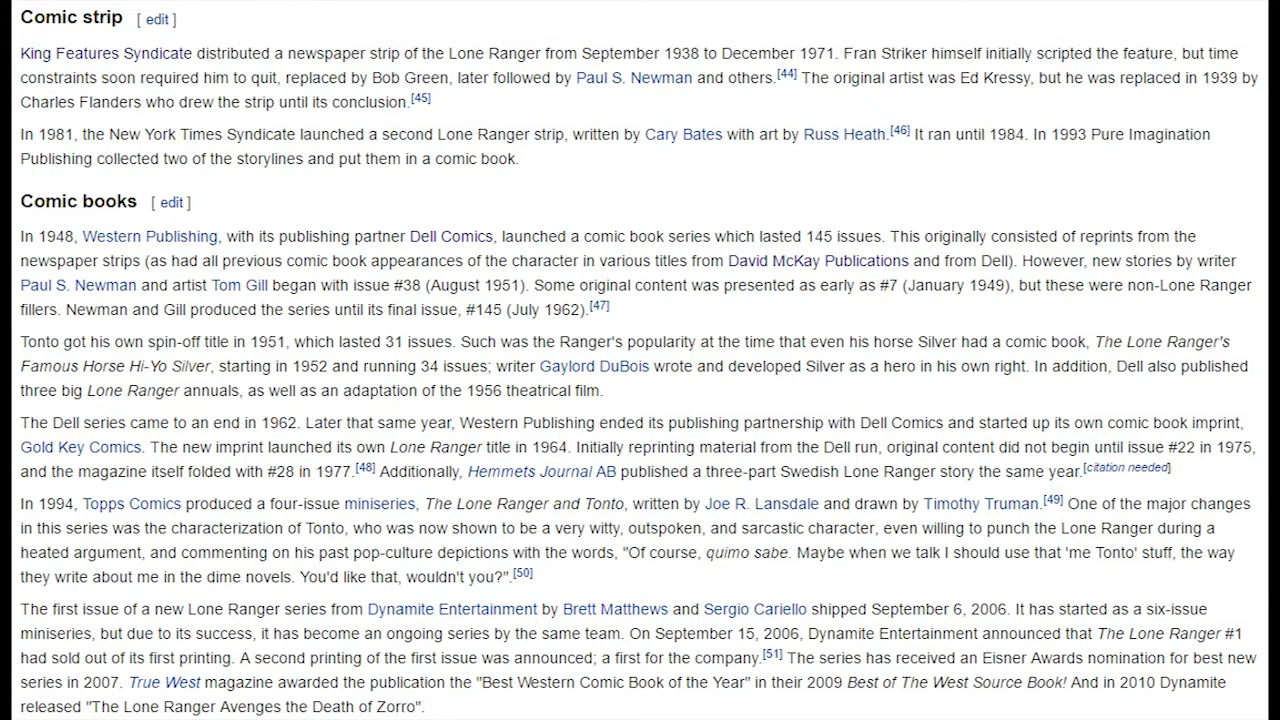 Comic strip [ edit ]
King Features Syndicate distributed a newspaper strip of the Lone Ranger from September 1938 to December 1971. Fran Striker himself initially scripted the feature, but time
constraints soon required him to quit, replaced by Bob Green, later followed by Paul S. Newman and others.[44] The original artist was Ed Kressy, but he was replaced in 1939 by
Charles Flanders who drew the strip until its conclusion.[45]
In 1981, the New York Times Syndicate launched a second Lone Ranger strip, written by Cary Bates with art by Russ Heath.[46] It ran until 1984. In 1993 Pure Imagination
Publishing collected two of the storylines and put them in a comic book.
Comic books [ edit ]
In 1948, Western Publishing, with its publishing partner Dell Comics, launched a comic book series which lasted 145 issues. This originally consisted of reprints from the
newspaper strips (as had all previous comic book appearances of the character in various titles from David McKay Publications and from Dell). However, new stories by writer
Paul S. Newman and artist Tom Gill began with issue #38 (August 1951). Some original content was presented as early as #7 (January 1949), but these were non-Lone Ranger
fillers. Newman and Gill produced the series until its final issue, #145 (July 1962).[47]
Tonto got his own spin-off title in 1951, which lasted 31 issues. Such was the Ranger's popularity at the time that even his horse Silver had a comic book, The Lone Ranger's
Famous Horse Hi-Yo Silver, starting in 1952 and running 34 issues; writer Gaylord DuBois wrote and developed Silver as a hero in his own right. In addition, Dell also published
three big Lone Ranger annuals, as well as an adaptation of the 1956 theatrical film.
The Dell series came to an end in 1962. Later that same year, Western Publishing ended its publishing partnership with Dell Comics and started up its own comic book imprint,
Gold Key Comics. The new imprint launched its own Lone Ranger title in 1964. Initially reprinting material from the Dell run, original content did not begin until issue #22 in 1975,
and the magazine itself folded with #28 in 1977.[48] Additionally, Hemmets Journal AB published a three-part Swedish Lone Ranger story the same year.[citation needed]
In 1994, Topps Comics produced a four-issue miniseries, The Lone Ranger and Tonto, written by Joe R. Lansdale and drawn by Timothy Truman.[49] One of the major changes
in this series was the characterization of Tonto, who was now shown to be a very witty, outspoken, and sarcastic character, even willing to punch the Lone Ranger during a
heated argument, and commenting on his past pop-culture depictions with the words, "Of course, quimo sabe. Maybe when we talk I should use that 'me Tonto' stuff, the way
they write about me in the dime novels. You'd like that, wouldn't you?".[50]
The first issue of a new Lone Ranger series from Dynamite Entertainment by Brett Matthews and Sergio Cariello shipped September 6, 2006. It has started as a six-issue
miniseries, but due to its success, it has become an ongoing series by the same team. On September 15, 2006, Dynamite Entertainment announced that The Lone Ranger #1
had sold out of its first printing. A second printing of the first issue was announced; a first for the company.[51] The series has received an Eisner Awards nomination for best new
series in 2007. True West magazine awarded the publication the "Best Western Comic Book of the Year" in their 2009 Best of The West Source Book! And in 2010 Dynamite
released "The Lone Ranger Avenges the Death of Zorro".